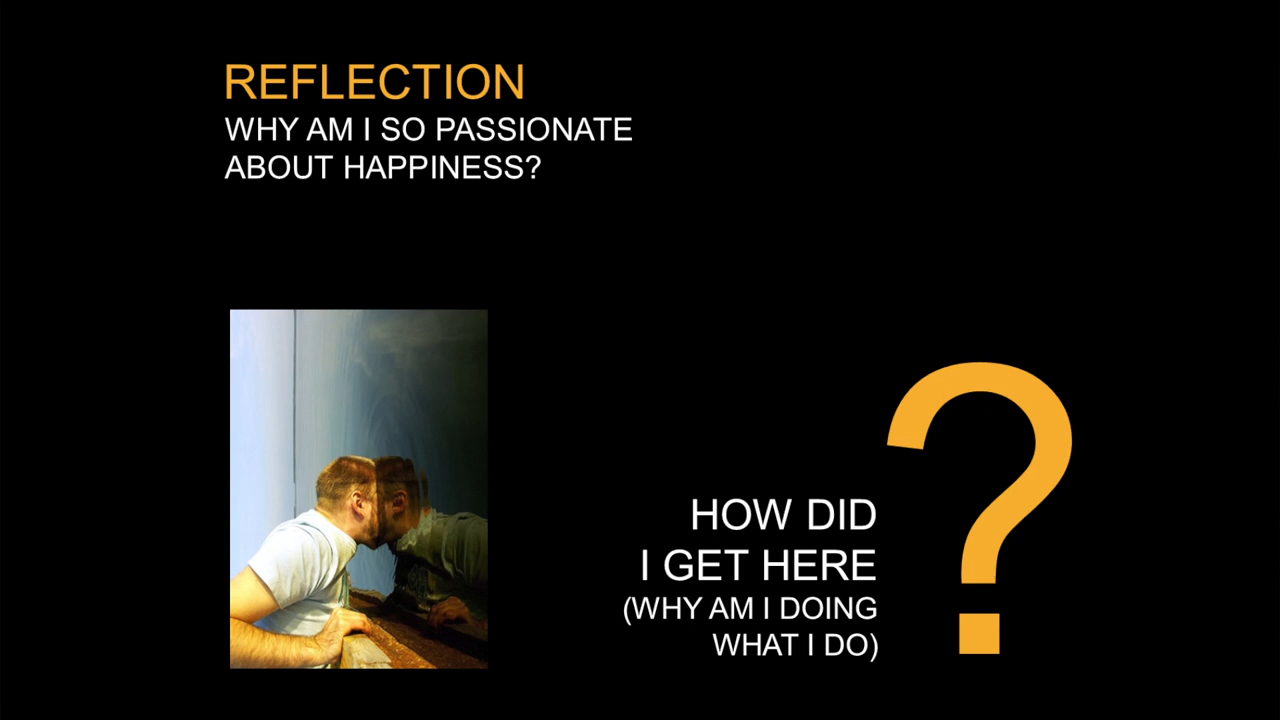 REFLECTION
WHY AM I SO PASSIONATE
ABOUT HAPPINESS?
HOW DID
I GET HERE
(WHY AM I DOING
WHAT I DO)
?